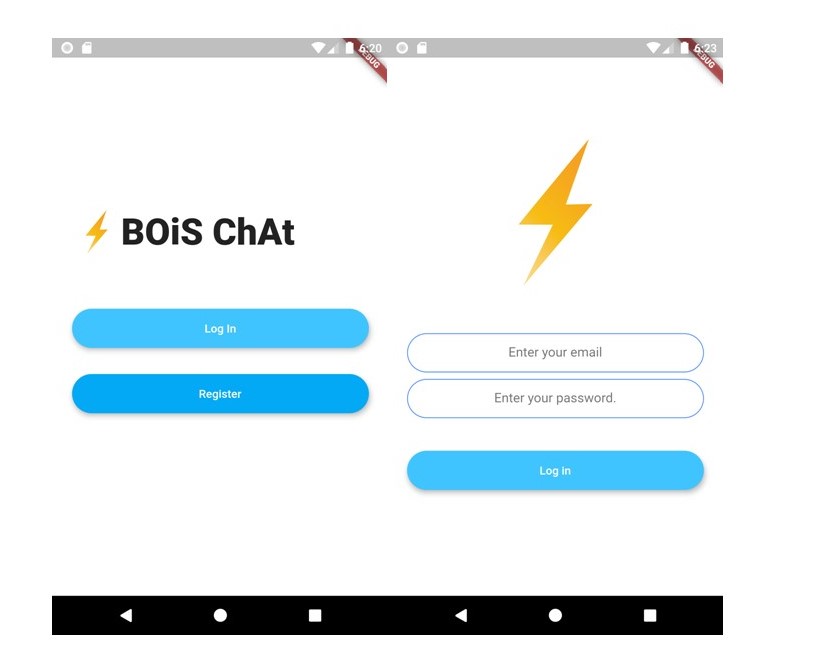 6:20
DEBUG
BOiS ChAt
Log In
Register
6:23
DEBUG
Enter your email
Enter your password.
Log in